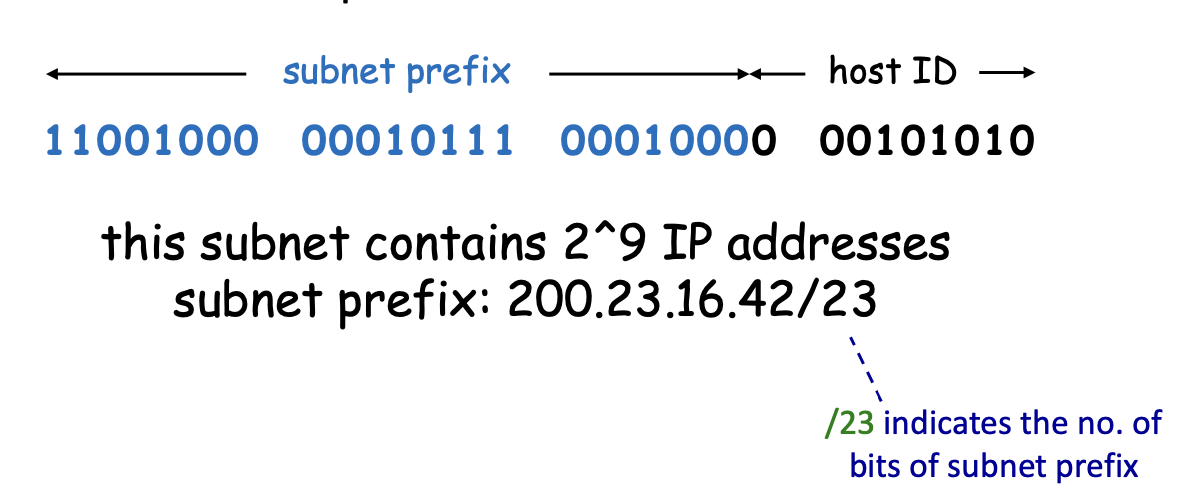 subnet prefix host ID
11001000 00010111 00010000 00101010
this subnet contains 2^9 IP addresses
subnet prefix: 200.23.16.42/23
/23 indicates the no. of
bits of subnet prefix